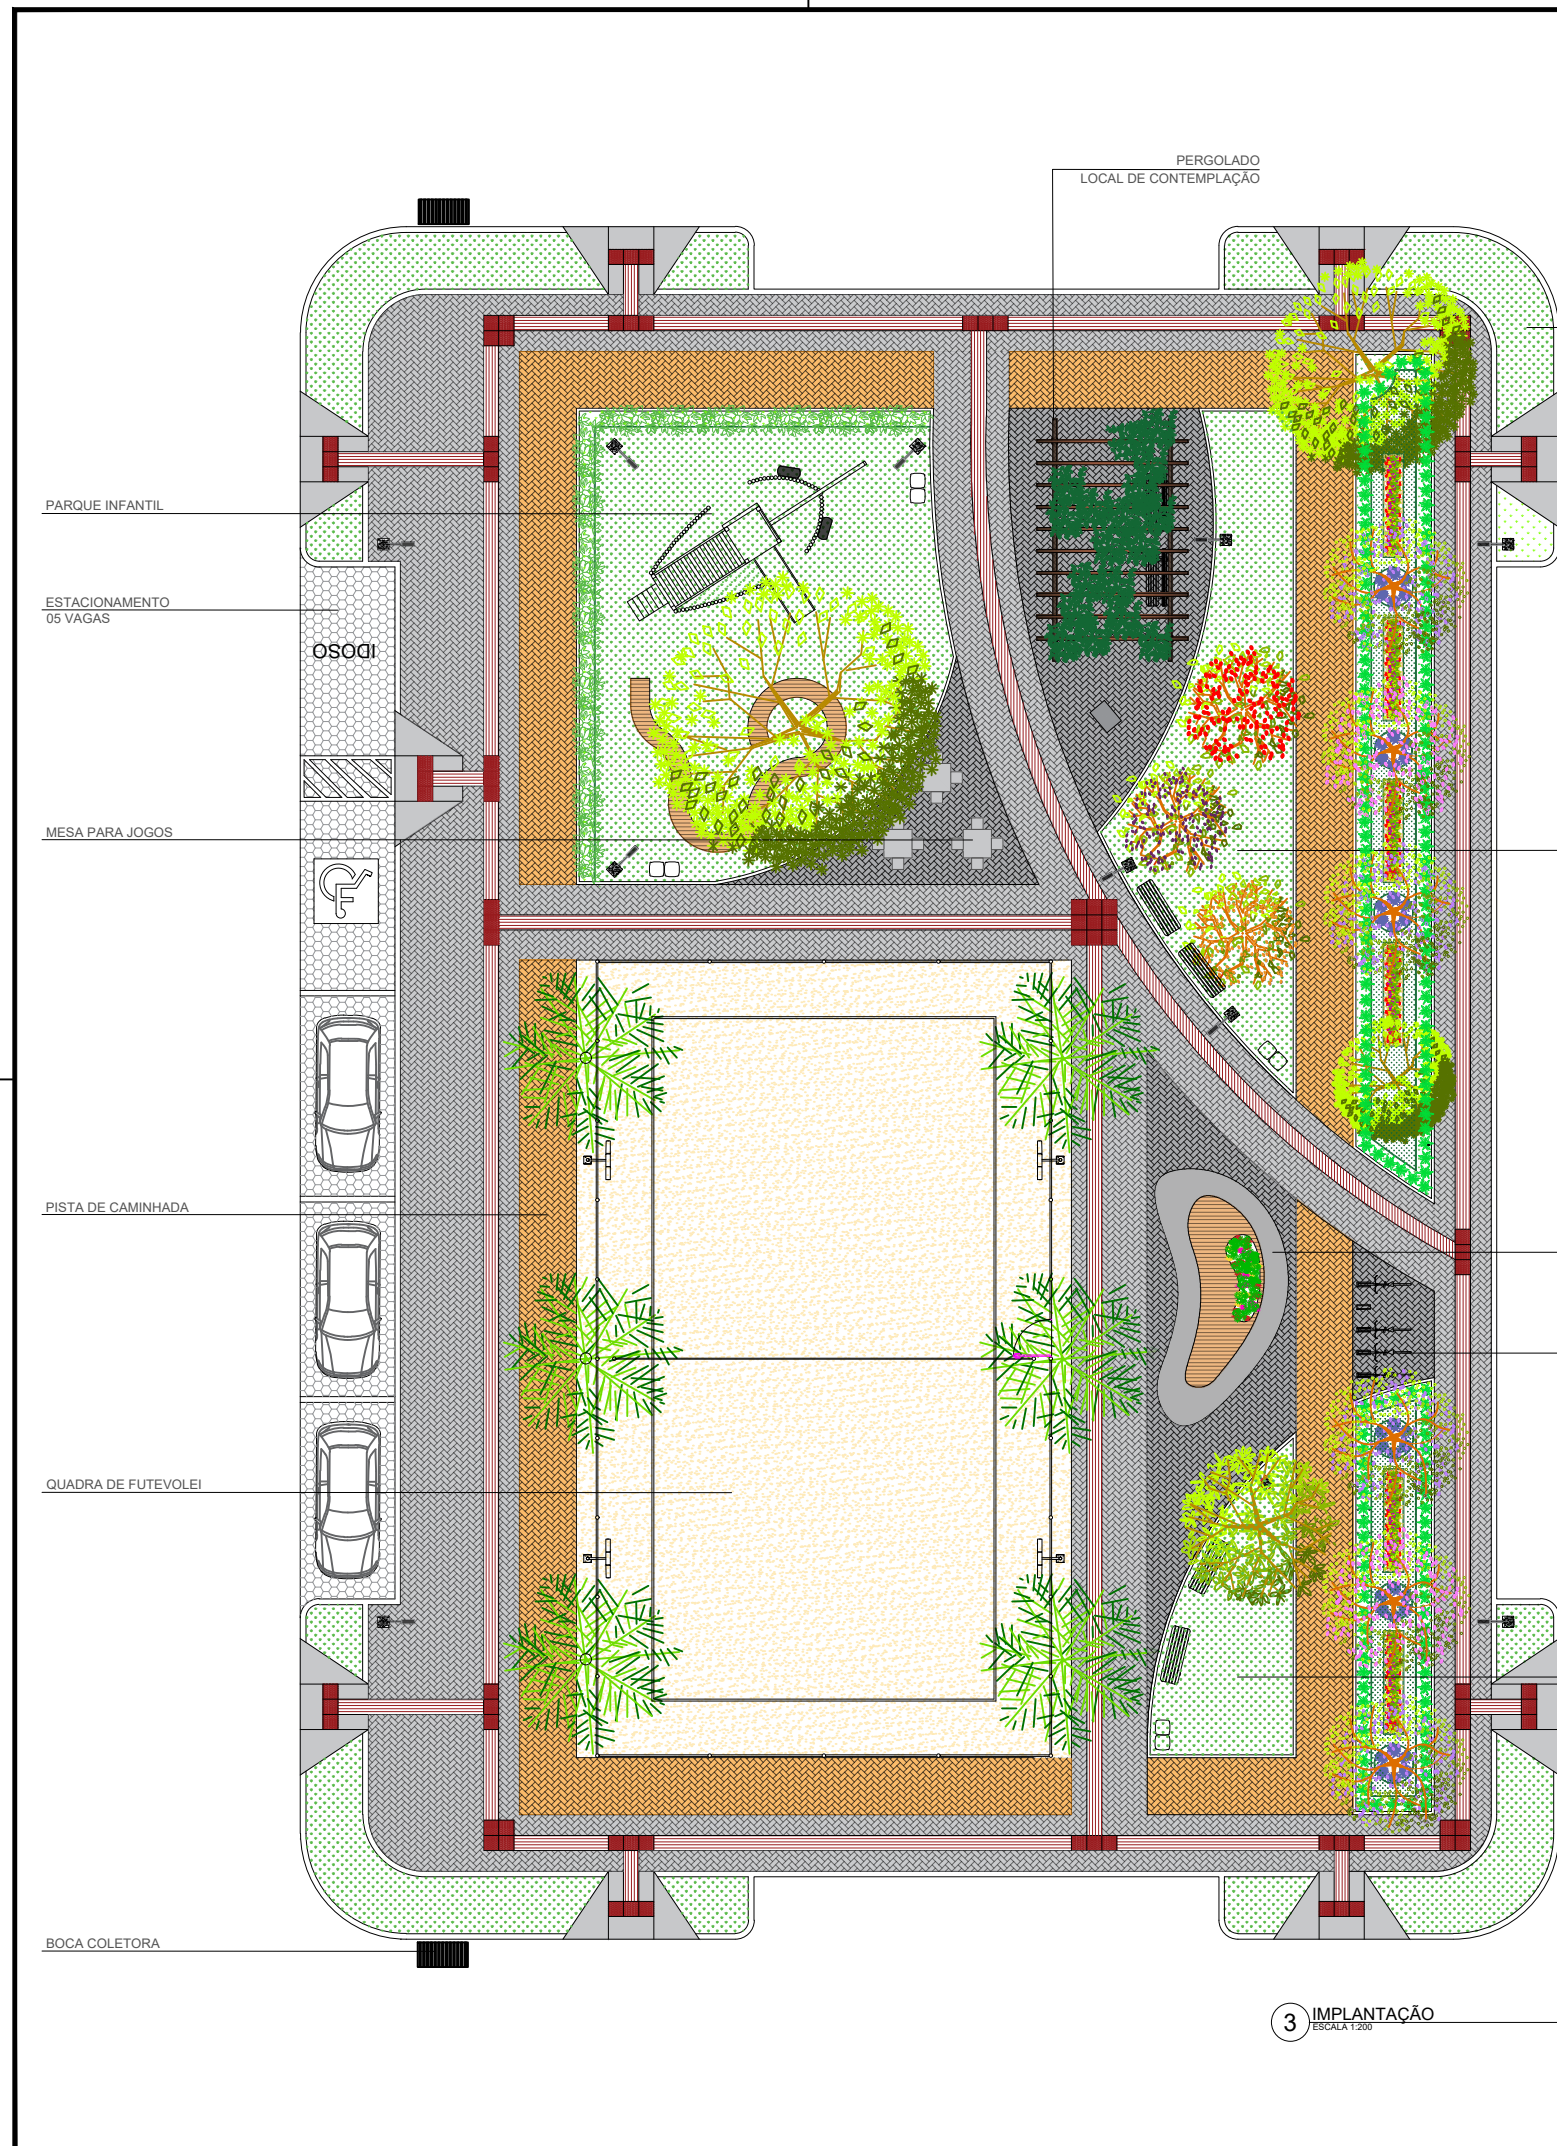 PERGOLADO
LOCAL DE CONTEMPLAÇÃO
PARQUE INFANTIL
ESTACIONAMENTO
05 VAGAS
IDOSO
MESA PARA JOGOS
PISTA DE CAMINHADA
QUADRA DE FUTEVOLEI
BOCA COLETORA
3 IMPLANTAÇÃO
ESCALA 1:200